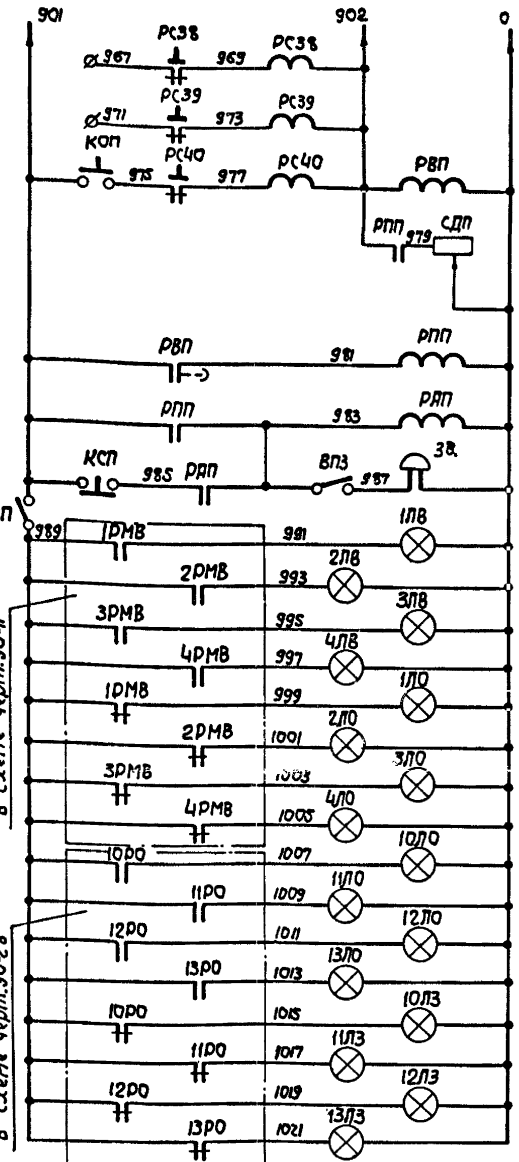 901 902 0
РС38
967 969 РС38
РС39
971 973 РС39
КОП РС40
975 977 РС40 РВП
РПП 979 СДП
РВП 981 РПП
РПП 983 РАП
КСП 985 РАП ВПЗ 987 ЗВ
П
989 1РМВ 991 1ЛВ
2РМВ 993 2ЛВ
3РМВ 995 3ЛВ
4РМВ 997 4ЛВ
1РМВ 999 1ЛО
2РМВ 1001 2ЛО
3РМВ 1003 3ЛО
4РМВ 1005 4ЛО
10РО 1007 10ЛО
11РО 1009 11ЛО
12РО 1011 12ЛО
13РО 1013 13ЛО
10РО 1015 10ЛЗ
11РО 1017 11ЛЗ
12РО 1019 12ЛЗ
13РО 1021 13ЛЗ
В схеме черт.
В схеме черт.